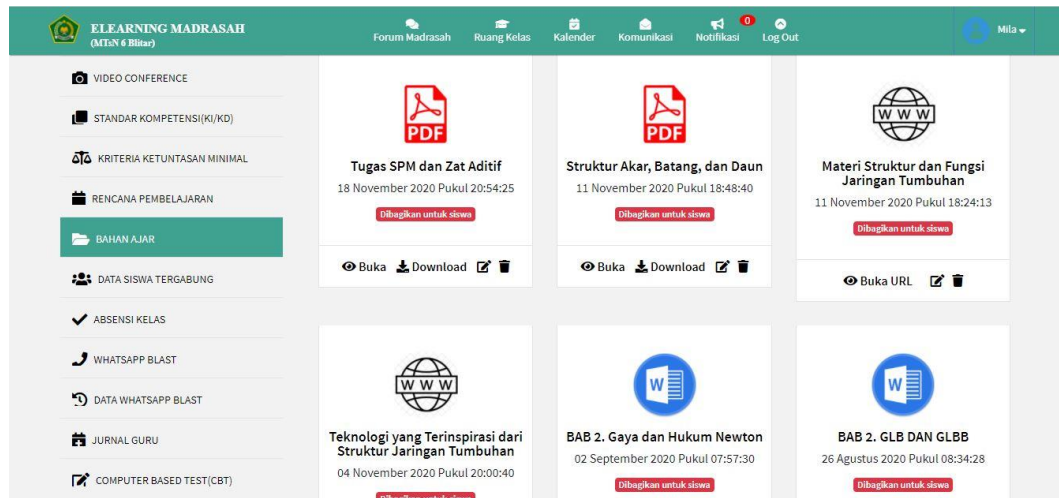 ELEARNING MADRASAH
(MTsN 6 Blitar)
Forum Madrasah
Ruang Kelas
Kalender
Komunikasi
0
Notifikasi
Log Out
Mila
VIDEO CONFERENCE
STANDAR KOMPETENSI(KI/KD)
KRITERIA KETUNTASAN MINIMAL
RENCANA PEMBELAJARAN
BAHAN AJAR
DATA SISWA TERGABUNG
ABSENSI KELAS
WHATSAPP BLAST
DATA WHATSAPP BLAST
JURNAL GURU
COMPUTER BASED TEST(CBT)
PDF
Tugas SPM dan Zat Aditif
18 November 2020 Pukul 20:54:25
Dibagikan untuk siswa
Buka Download
PDF
Struktur Akar, Batang, dan Daun
11 November 2020 Pukul 18:48:40
Dibagikan untuk siswa
Buka Download
WWW
Materi Struktur dan Fungsi
Jaringan Tumbuhan
11 November 2020 Pukul 18:24:13
Dibagikan untuk siswa
Buka URL
WWW
Teknologi yang Terinspirasi dari
Struktur Jaringan Tumbuhan
04 November 2020 Pukul 20:00:40
Dibagikan untuk siswa
W
BAB 2. Gaya dan Hukum Newton
02 September 2020 Pukul 07:57:30
Dibagikan untuk siswa
W
BAB 2. GLB DAN GLBB
26 Agustus 2020 Pukul 08:34:28
Dibagikan untuk siswa